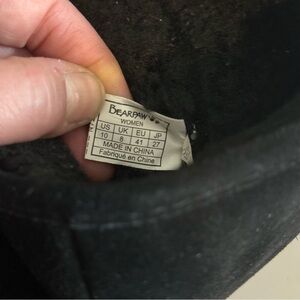 BEARPAW
WOMEN
US UK EU JP
10 8 41 27
MADE IN CHINA
Fabriqué en Chine